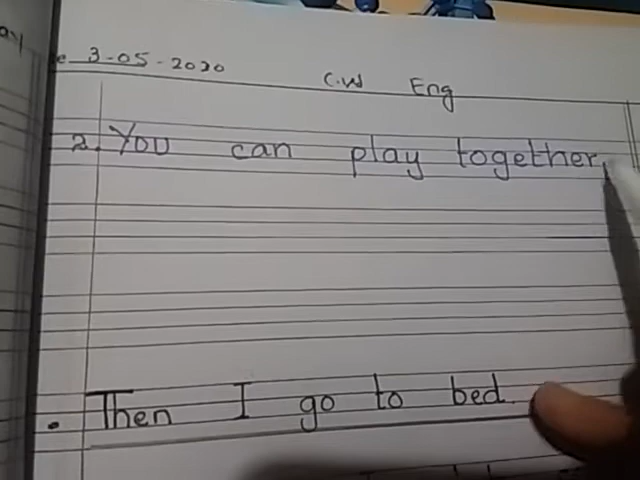 3-05-2020
C.W Eng
2. You can play together.
. Then I go to bed.